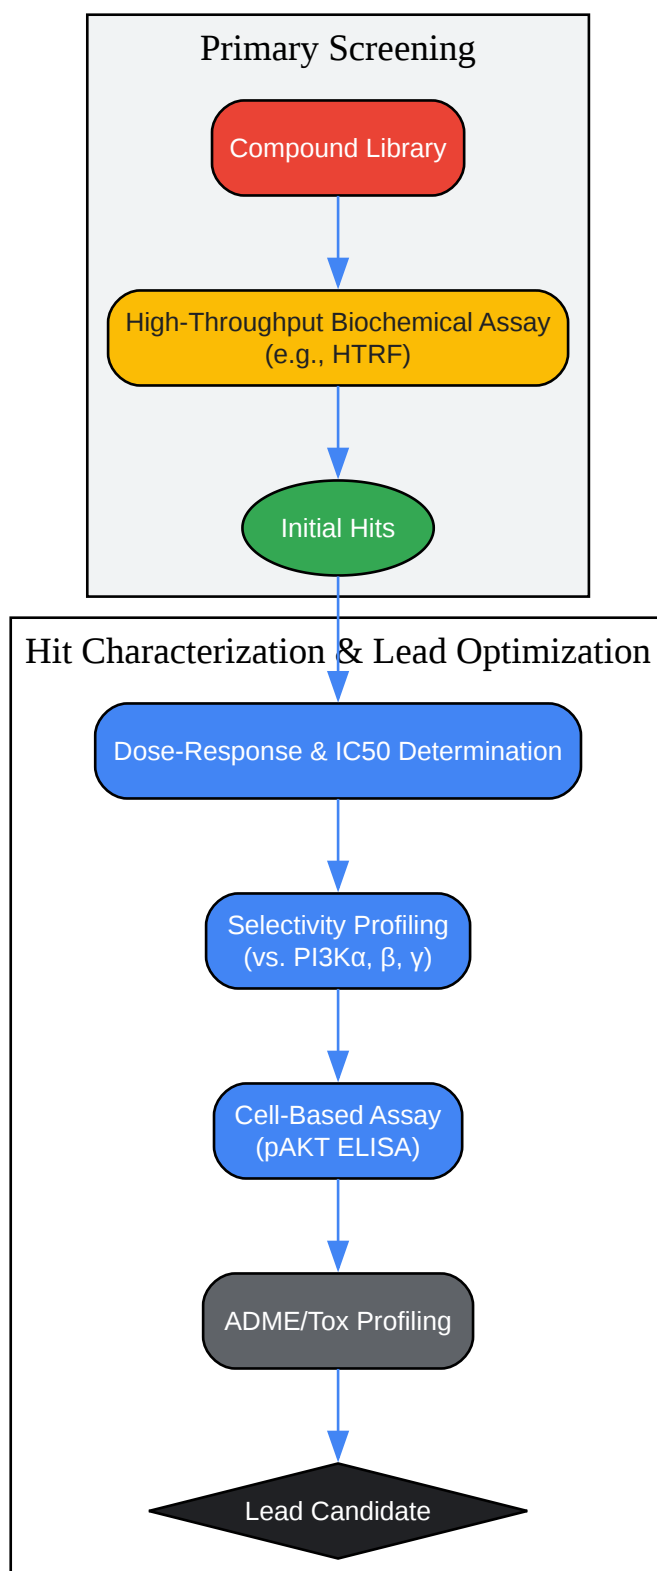 Primary Screening
Compound Library
High-Throughput Biochemical Assay
(e.g., HTRF)
Initial Hits
Hit Characterization & Lead Optimization
Dose-Response & IC50 Determination
Selectivity Profiling
(vs. PI3Kα, β, γ)
Cell-Based Assay
(pAKT ELISA)
ADME/Tox Profiling
Lead Candidate